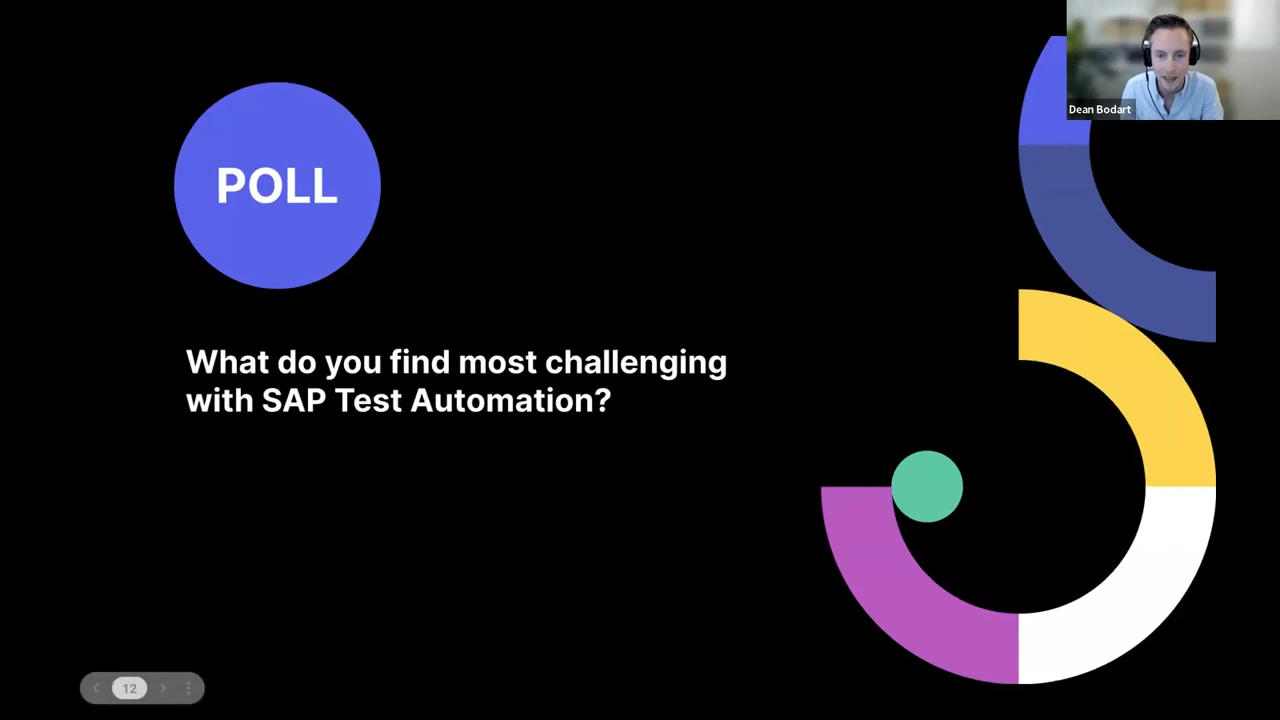 Dean Bodart
POLL
What do you find most challenging
with SAP Test Automation?
12